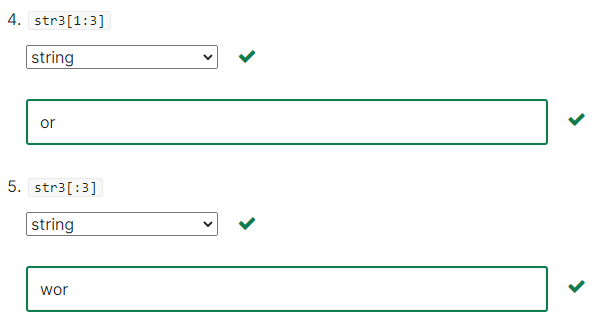 4. str3[1:3]
string
or
5. str3[:3]
string
wor